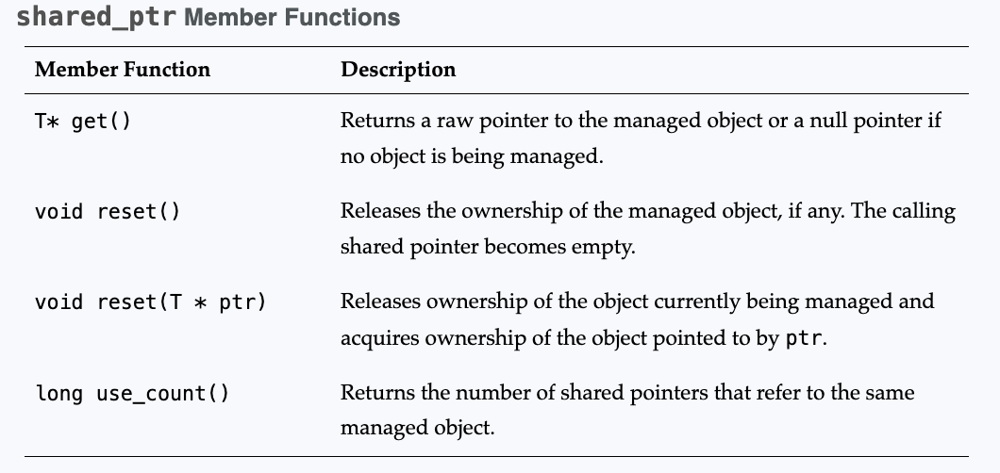 shared_ptr Member Functions
Member Function Description
T* get() Returns a raw pointer to the managed object or a null pointer if
no object is being managed.
void reset() Releases the ownership of the managed object, if any. The calling
shared pointer becomes empty.
void reset(T * ptr) Releases ownership of the object currently being managed and
acquires ownership of the object pointed to by ptr.
long use_count() Returns the number of shared pointers that refer to the same
managed object.